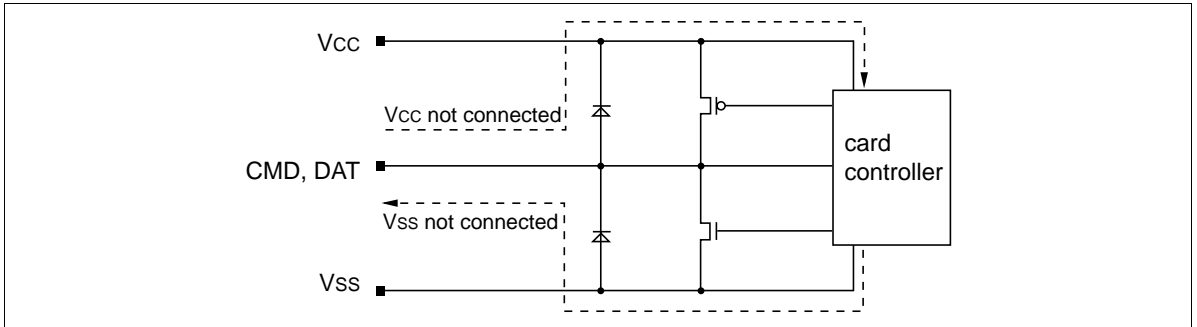 VCC
VCC not connected
CMD, DAT
card
controller
VSS not connected
VSS